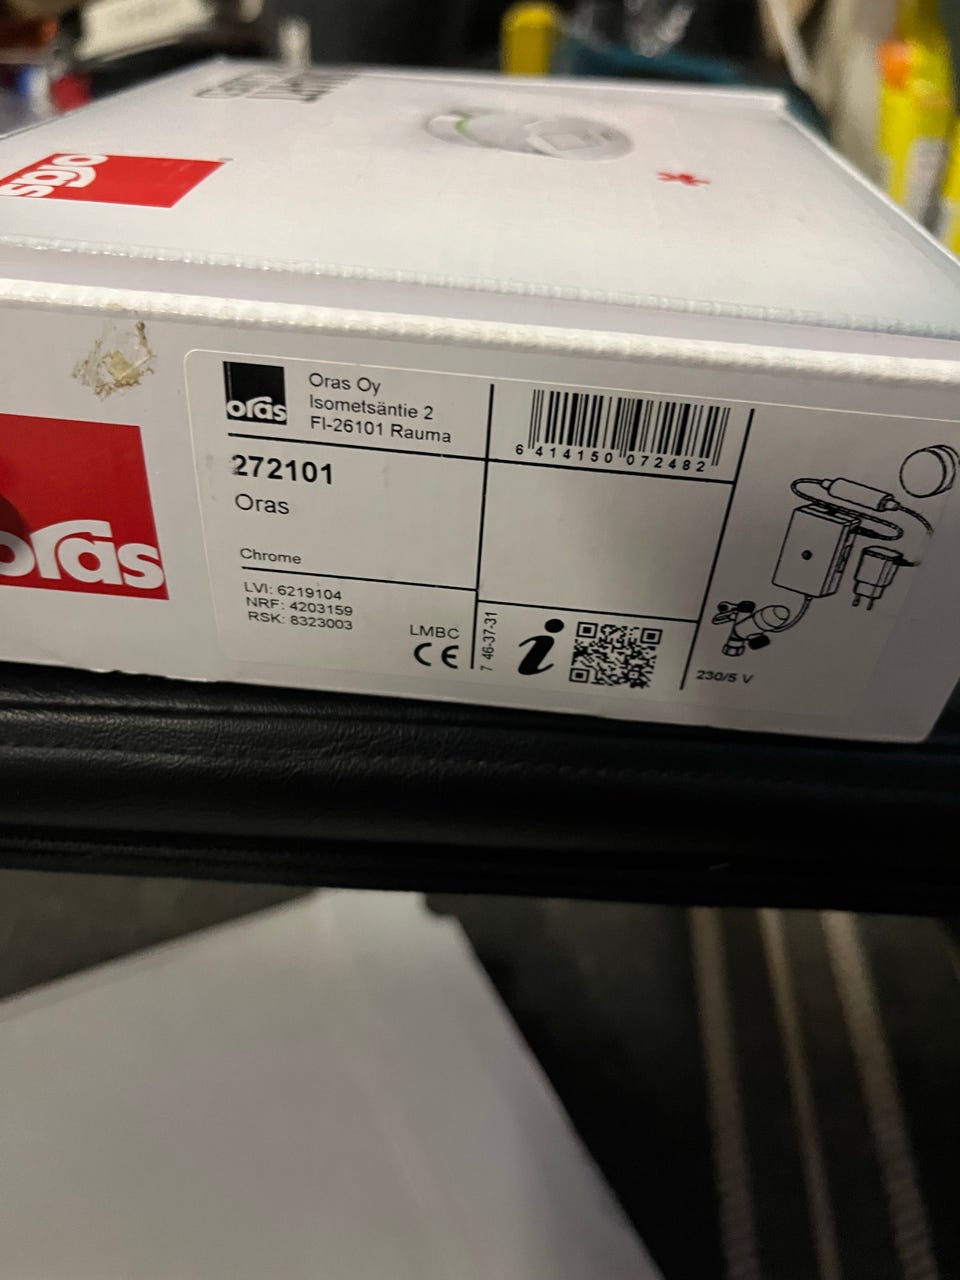 oras
oras
oras
Oras Oy
Isometsäntie 2
FI-26101 Rauma
6 414150 072482
272101
Oras
Chrome
LVI: 6219104
NRF: 4203159
RSK: 8323003
LMBC
CE
7 46-37-31
i
230/5 V